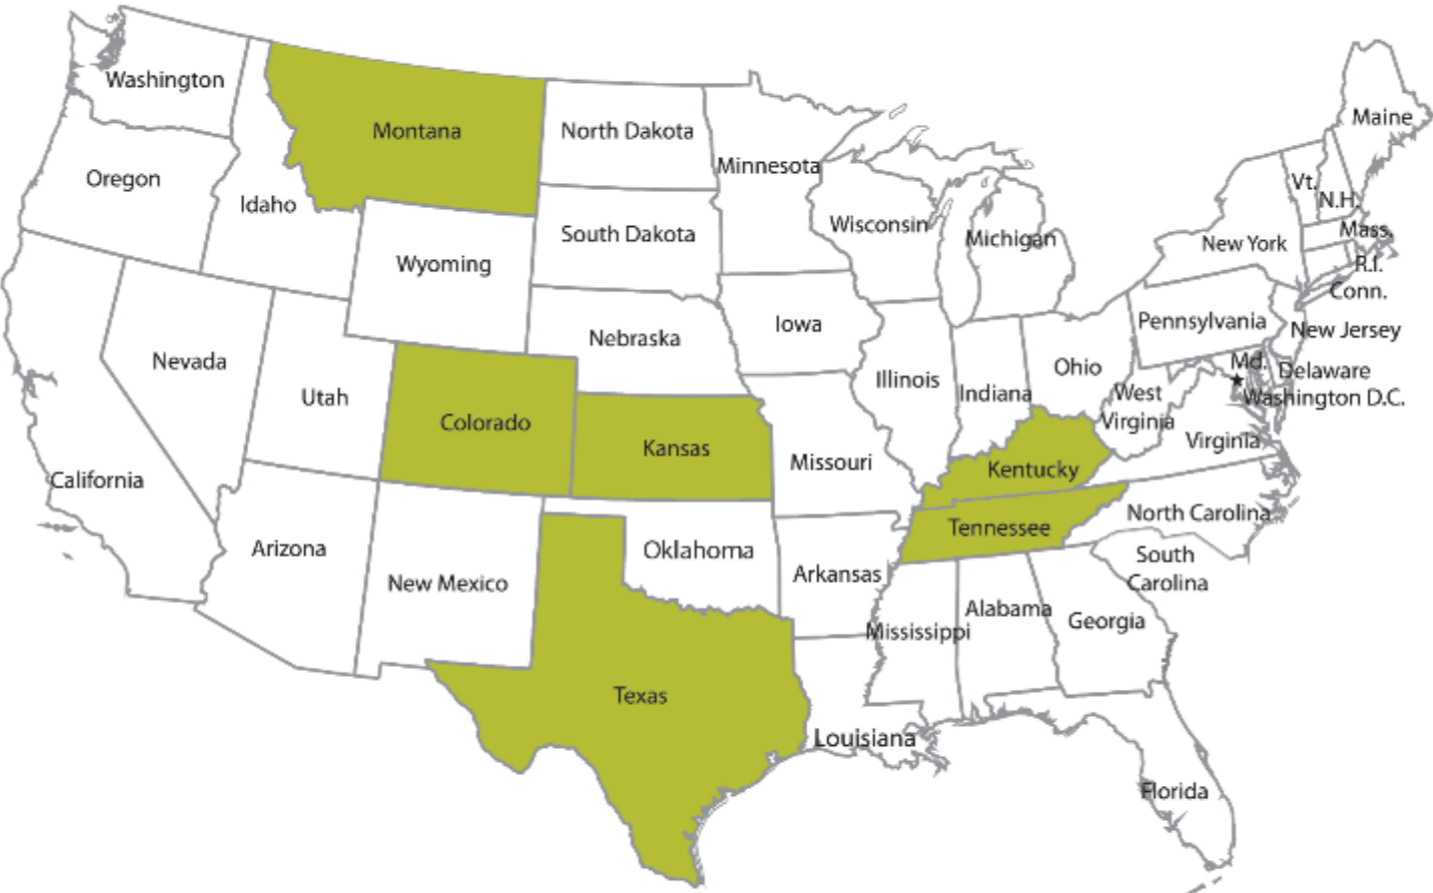 Washington
Montana
North Dakota
Minnesota
Maine
Oregon
Idaho
Vt.
N.H.
South Dakota
Wisconsin
Michigan
New York
Mass.
Wyoming
R.I.
Conn.
Nebraska
Iowa
Pennsylvania
New Jersey
Nevada
Utah
Illinois
Indiana
Ohio
Md.
Delaware
West
Virginia
Washington D.C.
Colorado
Kansas
Missouri
Kentucky
Virginia
California
Arizona
New Mexico
Oklahoma
Arkansas
Tennessee
North Carolina
South
Carolina
Mississippi
Alabama
Georgia
Texas
Louisiana
Florida